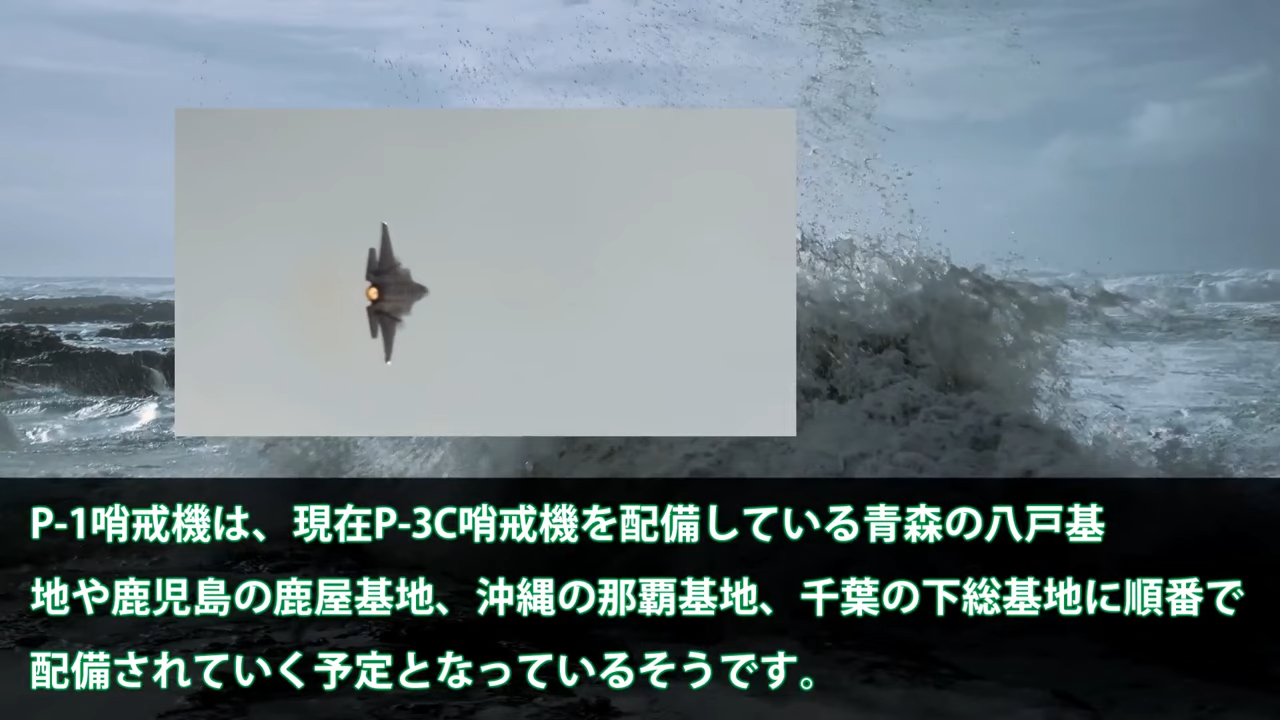 P-1哨戒機は、現在P-3C哨戒機を配備している青森の八戸基
地や鹿児島の鹿屋基地、沖縄の那覇基地、千葉の下総基地に順番で
配備されていく予定となっているそうです。